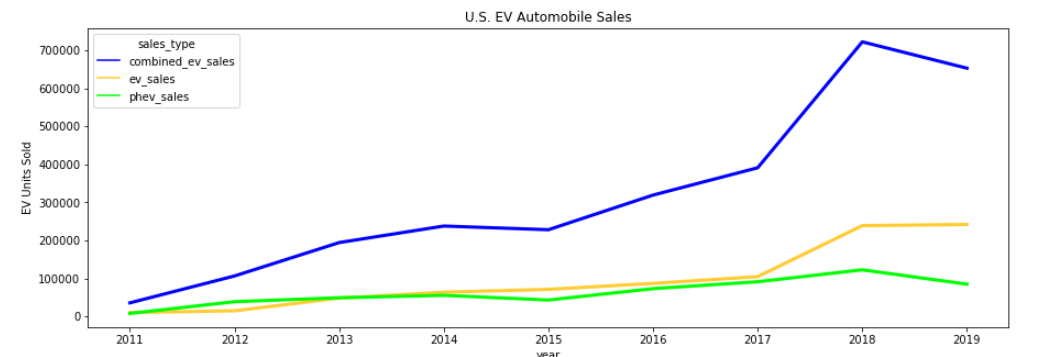 U.S. EV Automobile Sales
sales_type
combined_ev_sales
ev_sales
phev_sales
EV Units Sold
700000
600000
500000
400000
300000
200000
100000
0
2011 2012 2013 2014 2015 2016 2017 2018 2019
year